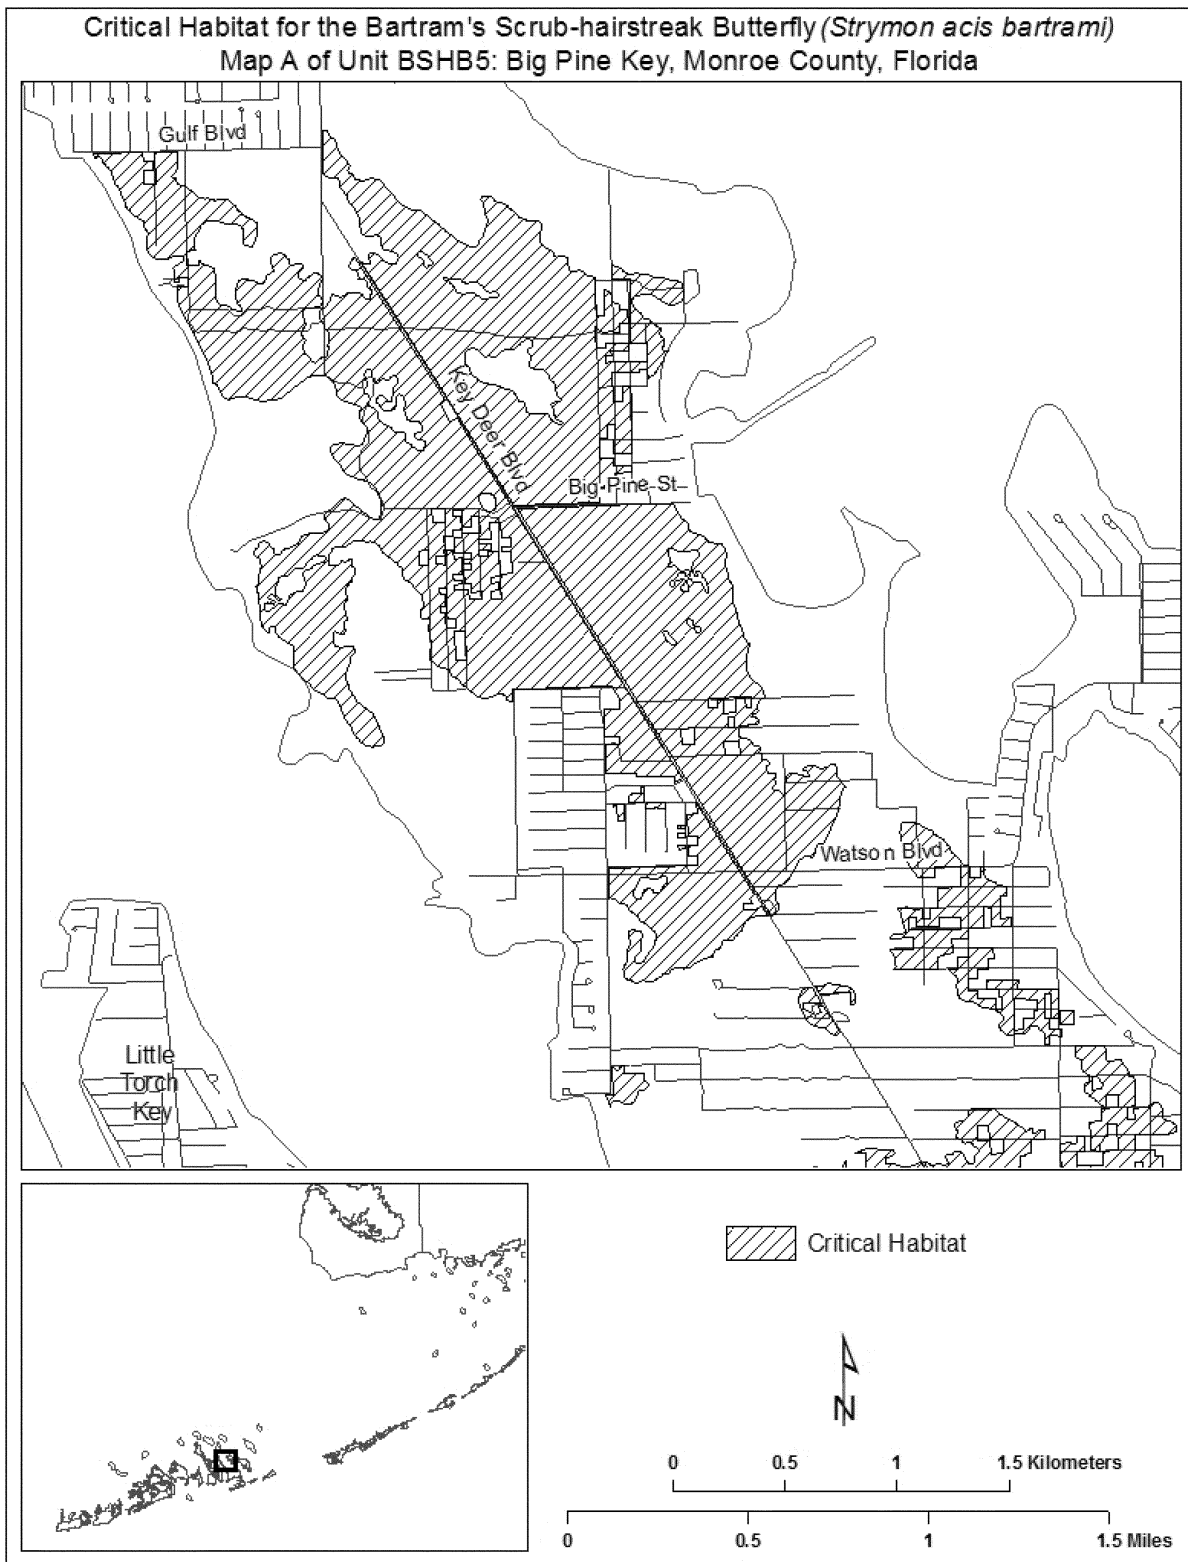 Critical Habitat for the Bartram's Scrub-hairstreak Butterfly (Strymon acis bartrami)
Map A of Unit BSHB5: Big Pine Key, Monroe County, Florida
Gulf Blvd
Key Deer Blvd
Big Pine St
Watson Blvd
Little
Torch
Key
Critical Habitat
N
0 0.5 1 1.5 Kilometers
0 0.5 1 1.5 Miles